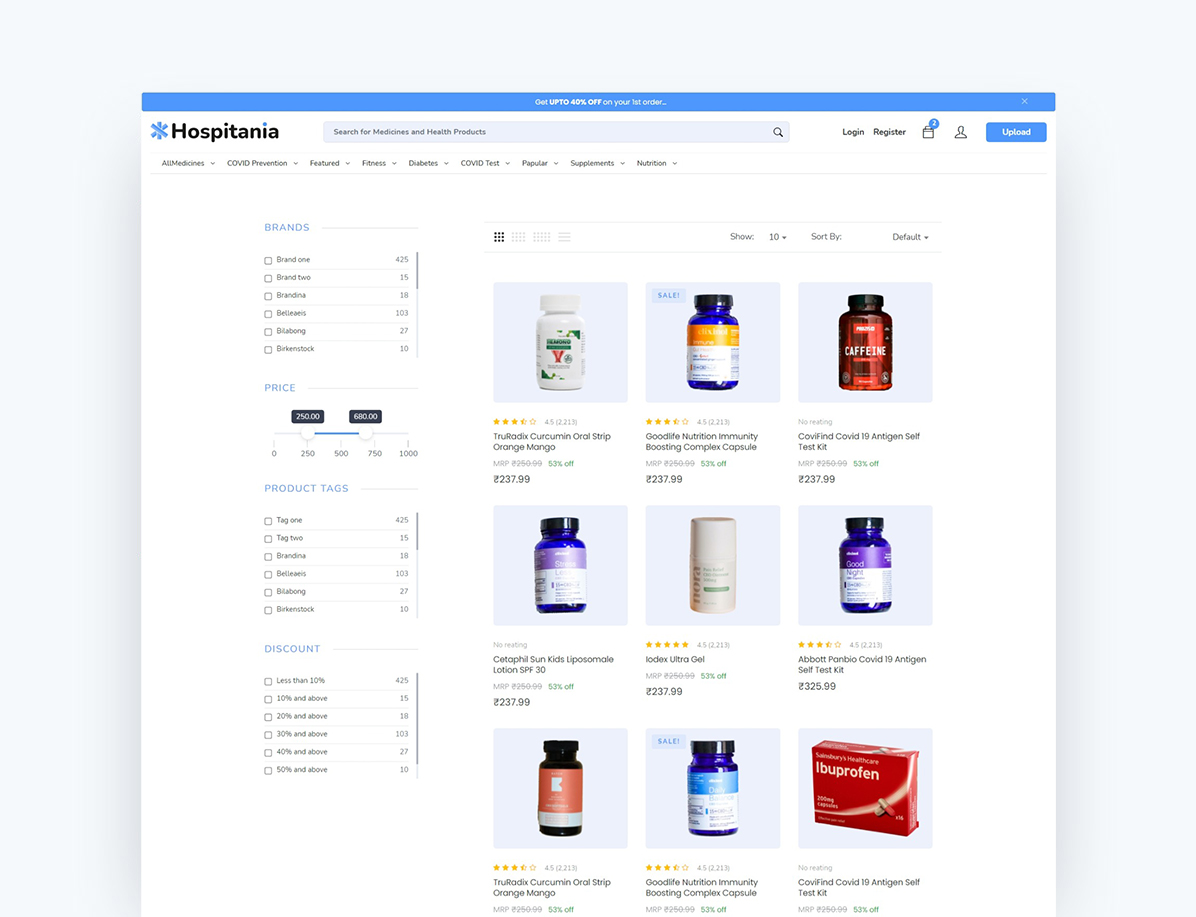 Get UPTO 40% OFF on your 1st order...
Hospitania
Search for Medicines and Health Products
Login Register
2
Upload
AllMedicines COVID Prevention Featured Fitness Diabetes COVID Test Papular Supplements Nutrition
BRANDS
Brand one 425
Brand two 15
Brandina 18
Belleaeis 103
Bilabong 27
Birkenstock 10
PRICE
250.00 680.00
0 250 500 750 1000
PRODUCT TAGS
Tag one 425
Tag two 15
Brandina 18
Belleaeis 103
Bilabong 27
Birkenstock 10
DISCOUNT
Less than 10% 425
10% and above 15
20% and above 18
30% and above 103
40% and above 27
50% and above 10
Show: 10 Sort By: Default
4.5 (2,213)
TruRadix Curcumin Oral Strip
Orange Mango
MRP ₹250.99 53% off
₹237.99
SALE!
elixinol
Immune
4.5 (2,213)
Goodlife Nutrition Immunity
Boosting Complex Capsule
MRP ₹250.99 53% off
₹237.99
PROZIS
CAFFEINE
No reating
CoviFind Covid 19 Antigen Self
Test Kit
MRP ₹250.99 53% off
₹237.99
Stress
No reating
Cetaphil Sun Kids Liposomale
Lotion SPF 30
MRP ₹250.99 53% off
₹237.99
4.5 (2,213)
Iodex Ultra Gel
MRP ₹250.99 53% off
₹237.99
Good
Night
4.5 (2,213)
Abbott Panbio Covid 19 Antigen
Self Test Kit
₹325.99
4.5 (2,213)
TruRadix Curcumin Oral Strip
Orange Mango
MRP ₹250.99 53% off
SALE!
Daily
Balance
4.5 (2,213)
Goodlife Nutrition Immunity
Boosting Complex Capsule
MRP ₹250.99 53% off
Sainsbury's Healthcare
Ibuprofen
200mg
capsules
Effective pain relief
x16
No reating
CoviFind Covid 19 Antigen Self
Test Kit
MRP ₹250.99 53% off